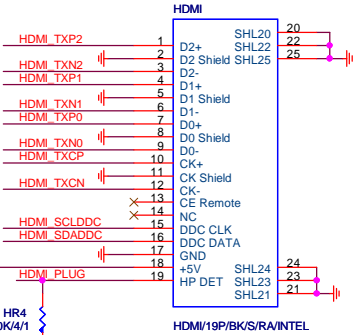 HDMI
HDMI_TXP2 1 D2+ SHL20 20
2 D2 Shield SHL22 22
HDMI_TXN2 3 D2- SHL25 25
HDMI_TXP1 4 D1+
5 D1 Shield
HDMI_TXN1 6 D1-
HDMI_TXP0 7 D0+
8 D0 Shield
HDMI_TXN0 9 D0-
HDMI_TXCP 10 CK+
11 CK Shield
HDMI_TXCN 12 CK-
13 CE Remote
14 NC
HDMI_SCLDDC 15 DDC CLK
HDMI_SDADDC 16 DDC DATA
17 GND
18 +5V SHL24 24
HDMI_PLUG 19 HP DET SHL23 23
SHL21 21
HR4
0K/4/1
HDMI/19P/BK/S/RA/INTEL